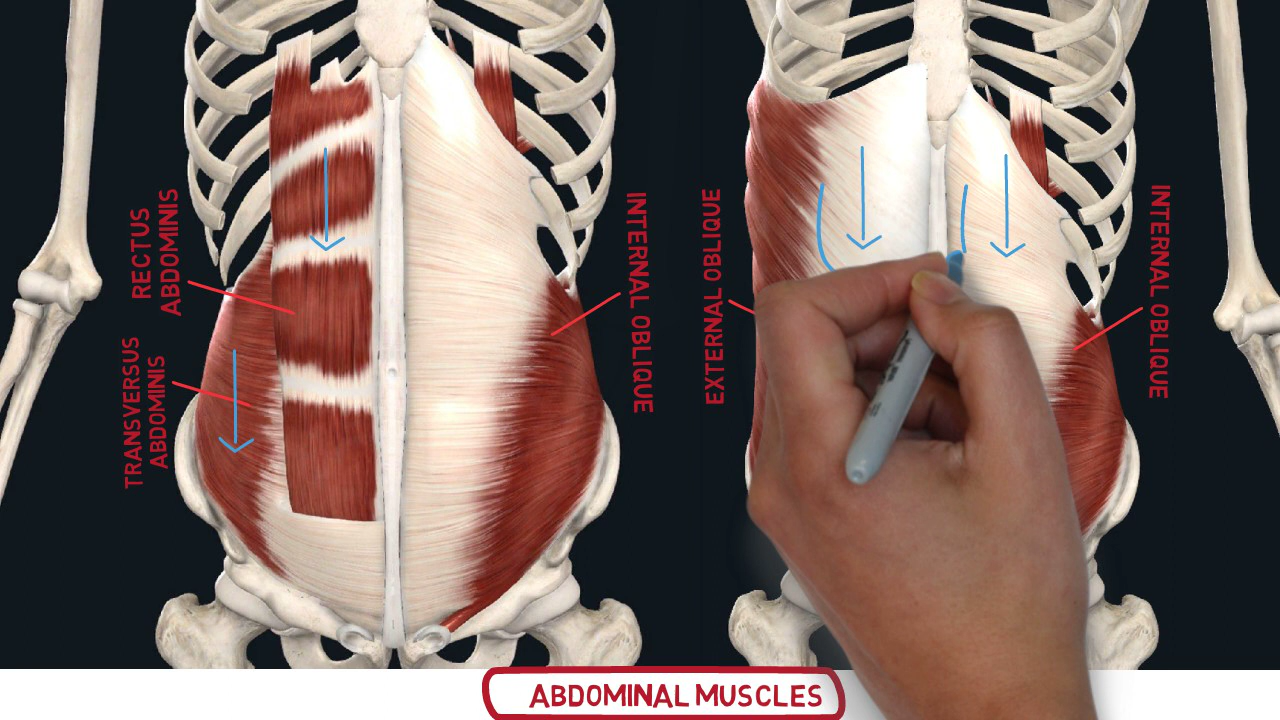 RECTUS
ABDOMINIS
TRANSVERSUS
ABDOMINIS
INTERNAL OBLIQUE
EXTERNAL OBLIQUE
INTERNAL OBLIQUE
ABDOMINAL MUSCLES